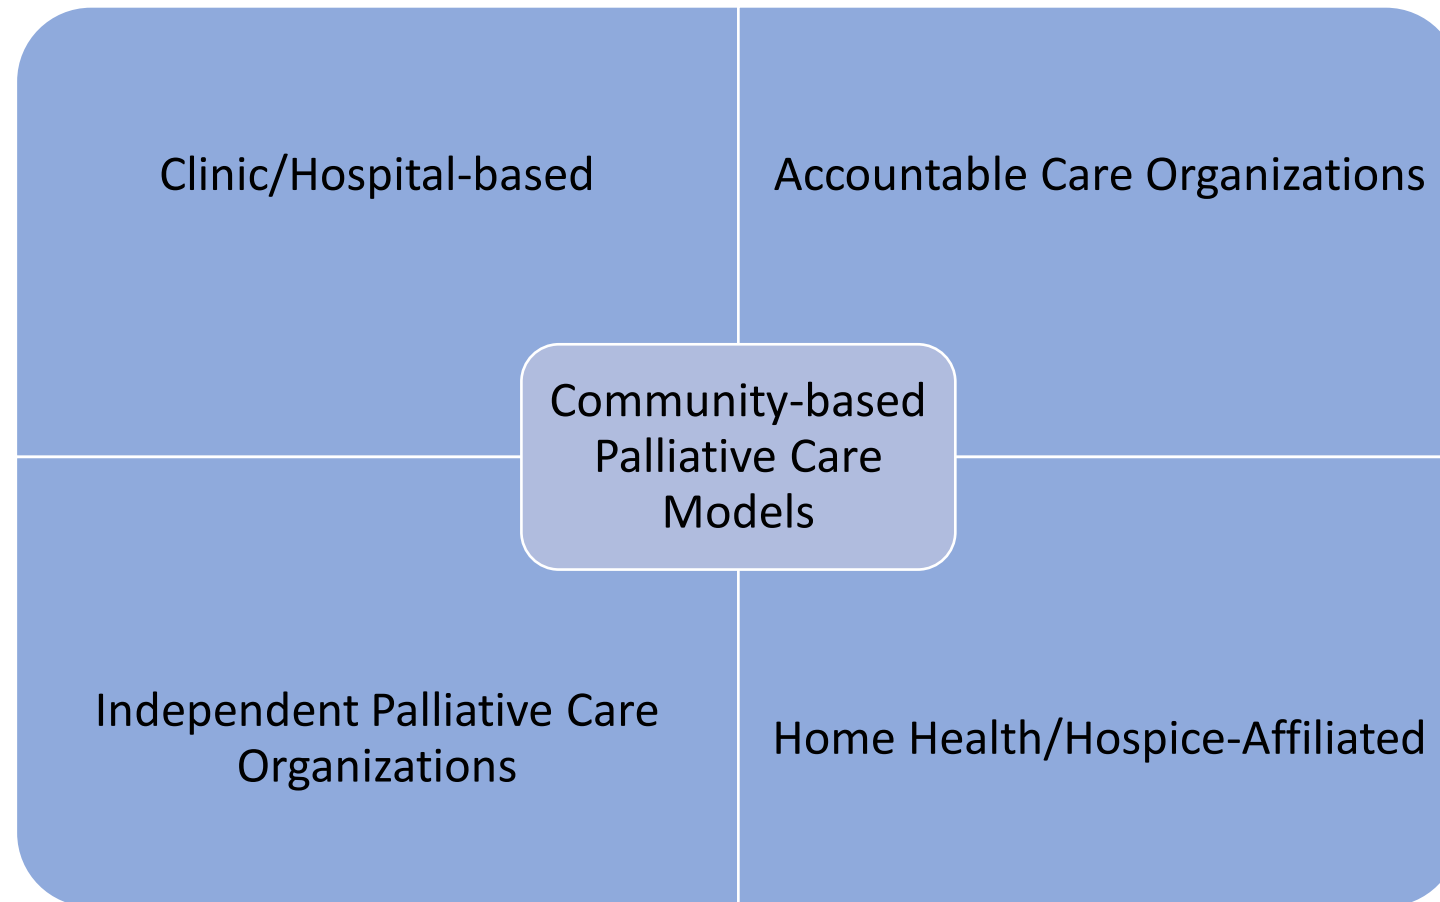 Clinic/Hospital-based
Accountable Care Organizations
Community-based
Palliative Care
Models
Independent Palliative Care
Organizations
Home Health/Hospice-Affiliated